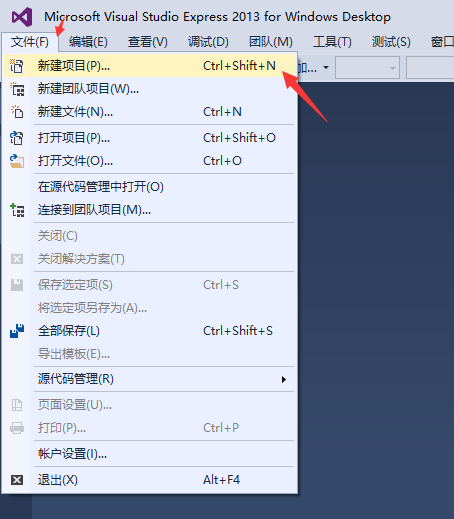 Microsoft Visual Studio Express 2013 for Windows Desktop
文件(F) 编辑(E) 查看(V) 调试(D) 团队(M) 工具(T) 测试(S) 窗口
新建项目(P)... Ctrl+Shift+N
加...
新建团队项目(W)...
新建文件(N)... Ctrl+N
打开项目(P)... Ctrl+Shift+O
打开文件(O)... Ctrl+O
在源代码管理中打开(O)
连接到团队项目(M)...
关闭(C)
关闭解决方案(T)
保存选定项(S) Ctrl+S
将选定项另存为(A)...
全部保存(L) Ctrl+Shift+S
导出模板(E)...
源代码管理(R)
页面设置(U)...
打印(P)... Ctrl+P
帐户设置(I)...
退出(X) Alt+F4